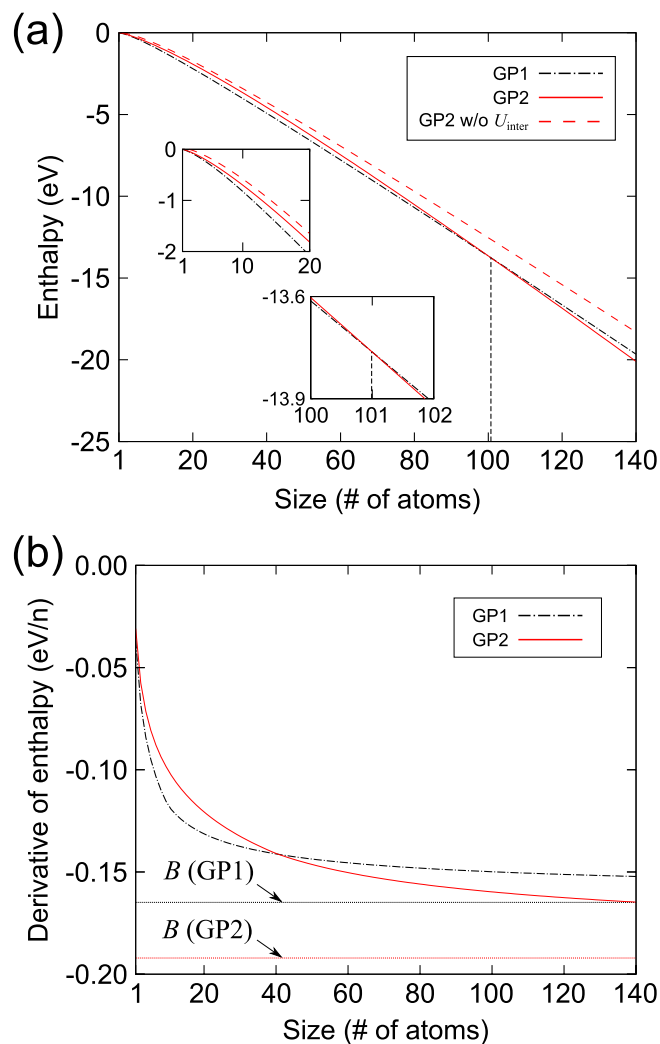 (a)
0
-5
-10
-15
-20
-25
Enthalpy (eV)
GP1
GP2
GP2 w/o U_inter
0
-1
-2
1 10 20
-13.6
-13.9
100 101 102
1 20 40 60 80 100 120 140
Size (# of atoms)
(b)
0.00
-0.05
-0.10
-0.15
-0.20
Derivative of enthalpy (eV/n)
GP1
GP2
B (GP1)
B (GP2)
1 20 40 60 80 100 120 140
Size (# of atoms)